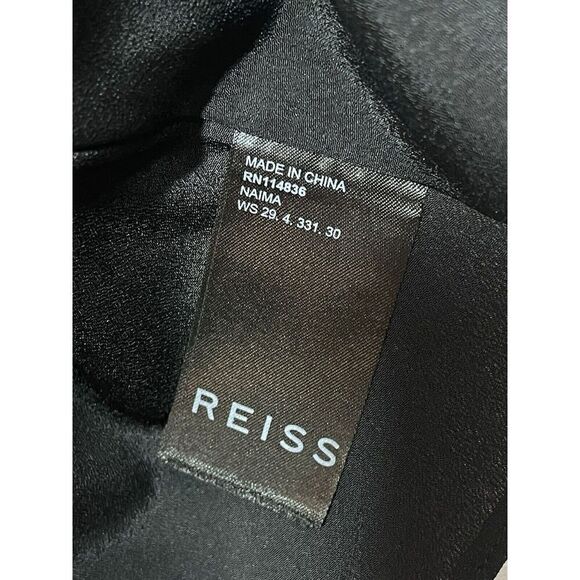 MADE IN CHINA
RN114836
NAIMA
WS 29. 4. 331. 30
REISS